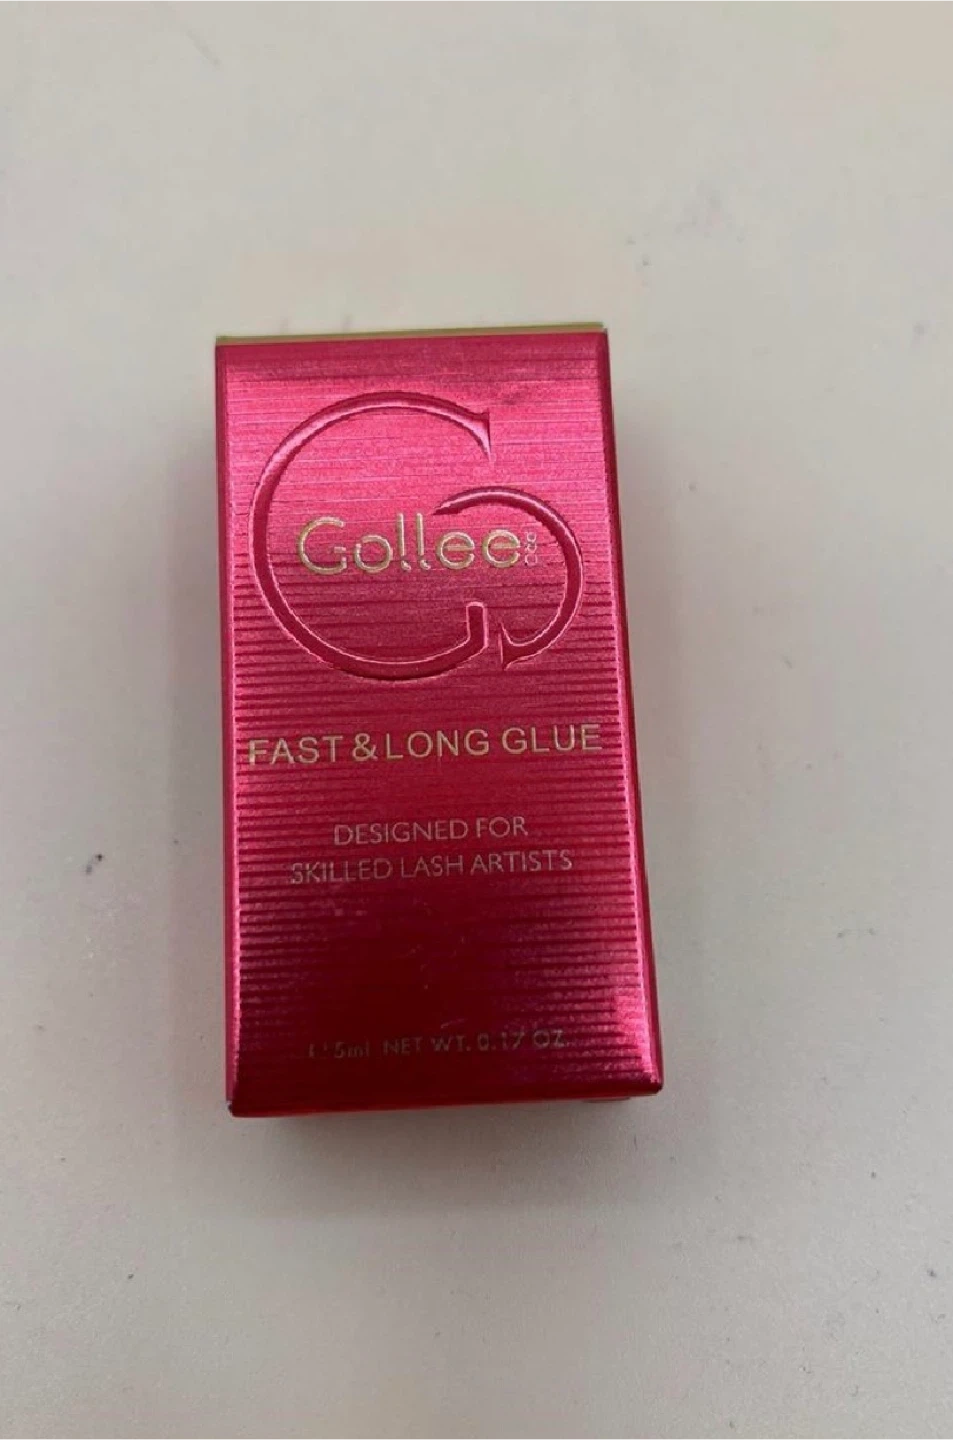 Gollee
FAST & LONG GLUE
DESIGNED FOR
SKILLED LASH ARTISTS
5ml NET WT. 0.17 OZ.